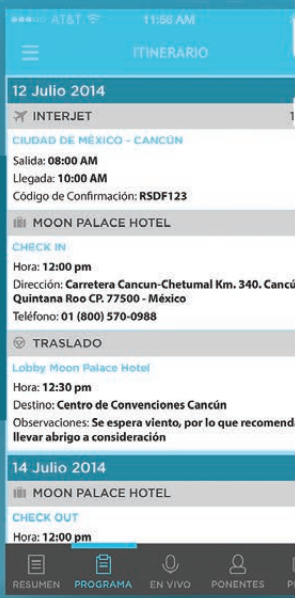 AT&T 11:56 AM
ITINERARIO
12 Julio 2014
INTERJET
CIUDAD DE MÉXICO - CANCÚN
Salida: 08:00 AM
Llegada: 10:00 AM
Código de Confirmación: RSDF123
MOON PALACE HOTEL
CHECK IN
Hora: 12:00 pm
Dirección: Carretera Cancun-Chetumal Km. 340. Cancú
Quintana Roo CP. 77500 - México
Teléfono: 01 (800) 570-0988
TRASLADO
Lobby Moon Palace Hotel
Hora: 12:30 pm
Destino: Centro de Convenciones Cancún
Observaciones: Se espera viento, por lo que recomenda
llevar abrigo a consideración
14 Julio 2014
MOON PALACE HOTEL
CHECK OUT
Hora: 12:00 pm
RESUMEN PROGRAMA EN VIVO PONENTES